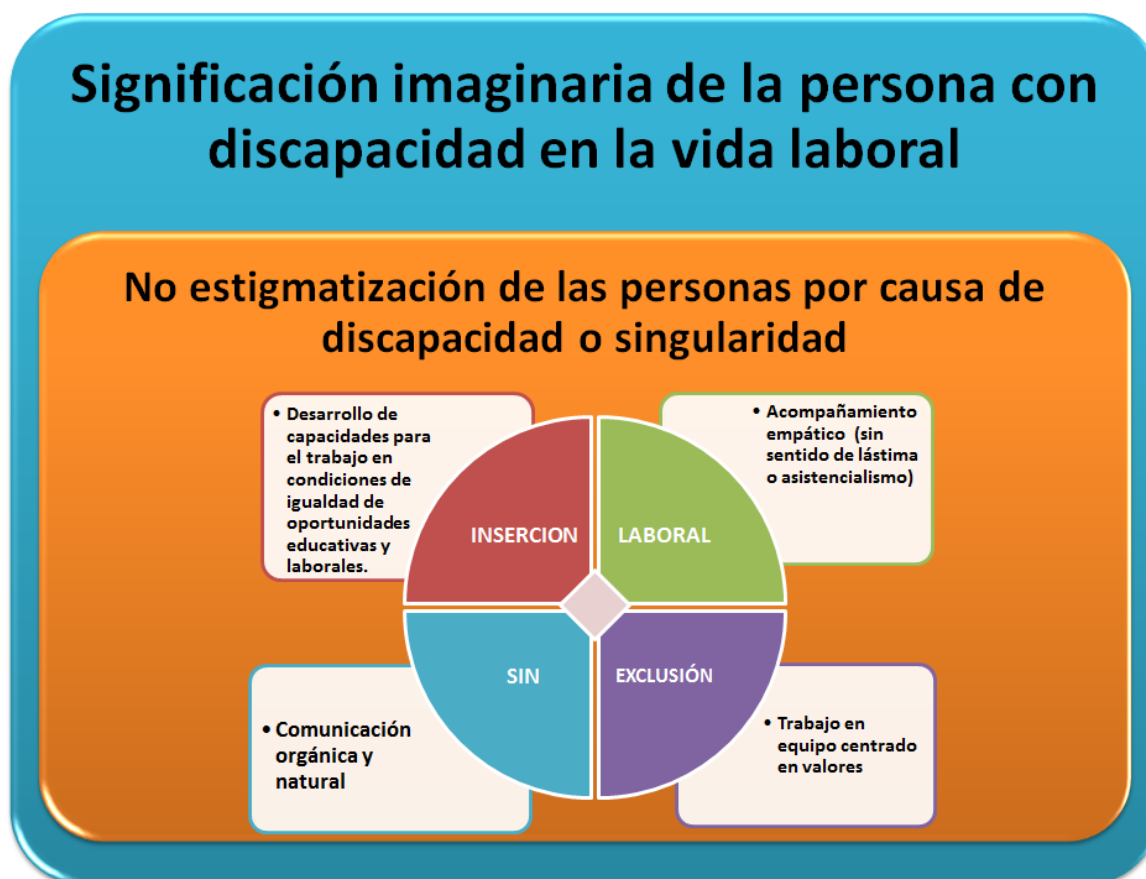 Significación imaginaria de la persona con
discapacidad en la vida laboral
No estigmatización de las personas por causa de
discapacidad o singularidad
• Desarrollo de
capacidades para
el trabajo en
condiciones de
igualdad de
oportunidades
educativas y
laborales.
• Acompañamiento
empático (sin
sentido de lástima
o asistencialismo)
INSERCION
LABORAL
SIN
EXCLUSIÓN
• Comunicación
orgánica y
natural
• Trabajo en
equipo centrado
en valores